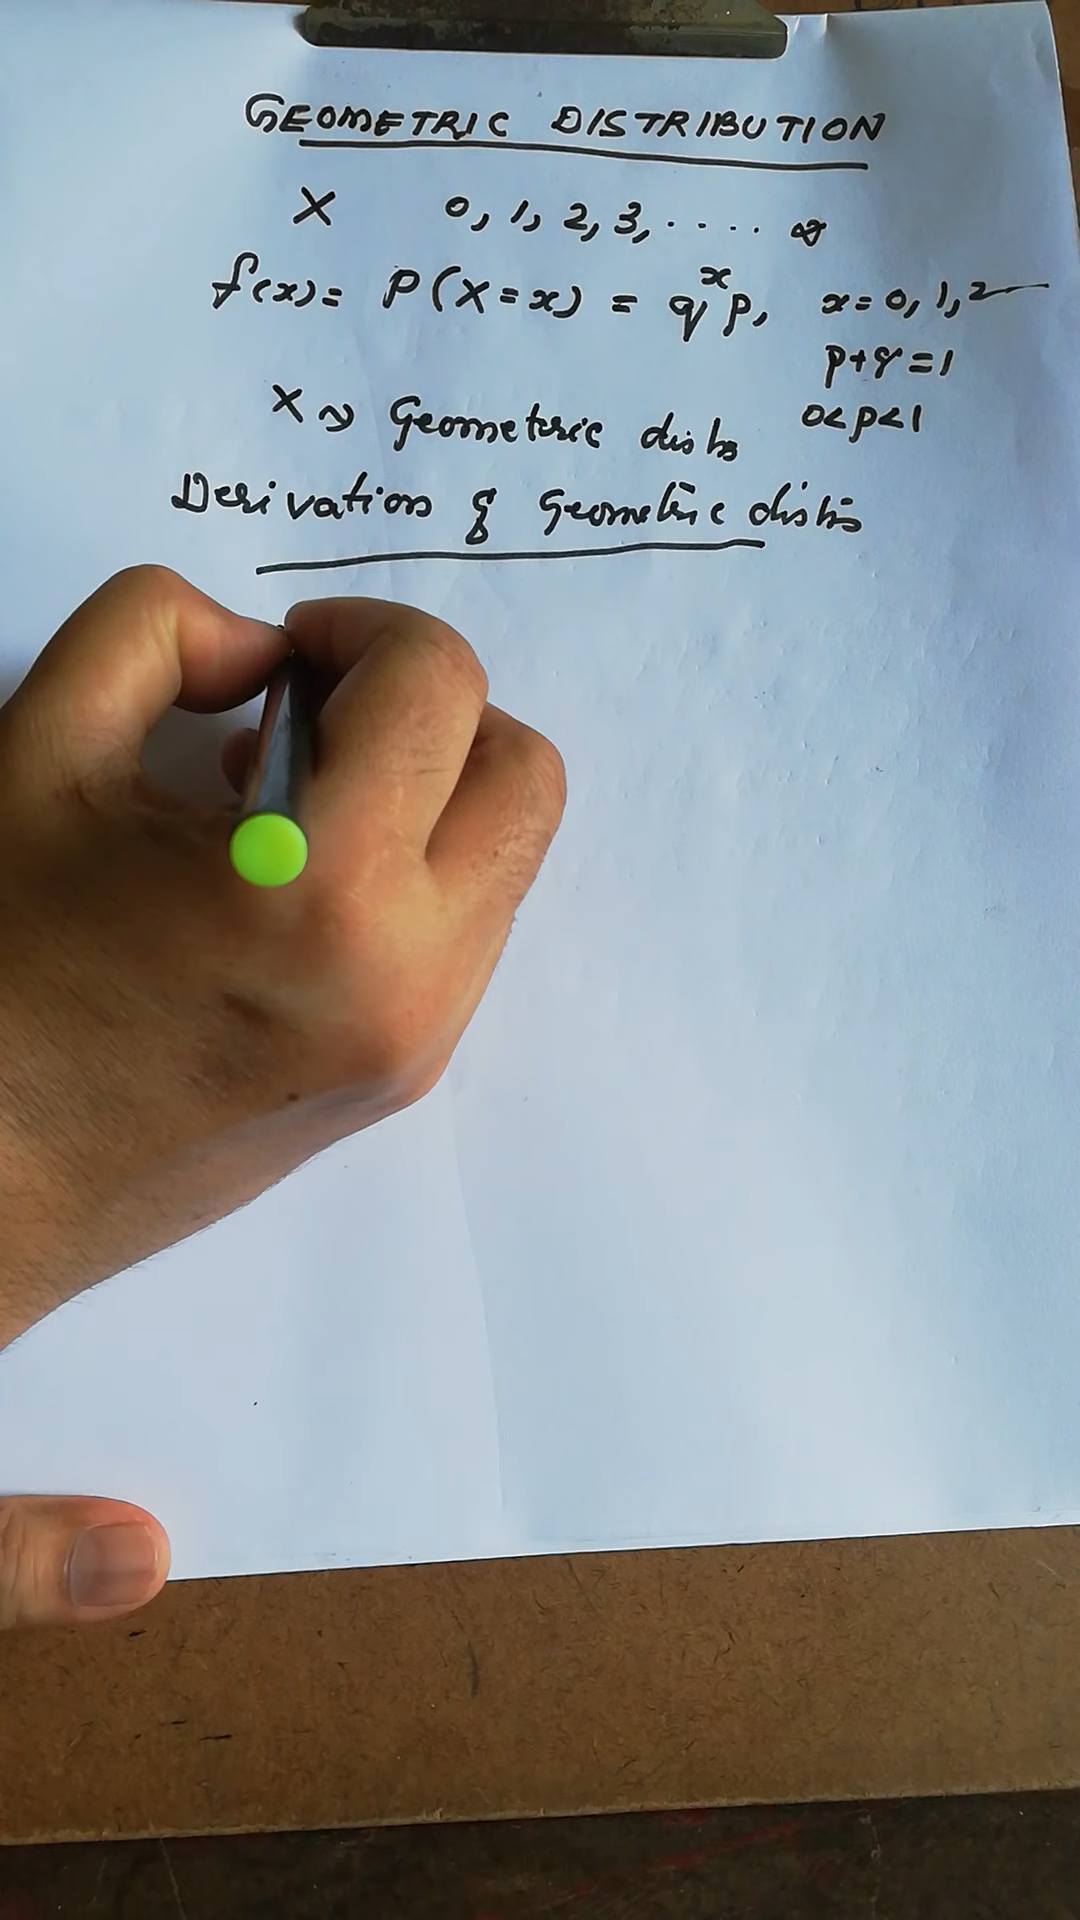 GEOMETRIC DISTRIBUTION
X 0, 1, 2, 3, ..... ∞
f(x) = P(X = x) = q^x p, x = 0, 1, 2—
p + q = 1
0 < p < 1
X ~ Geometric distn
Derivation of Geometric distn